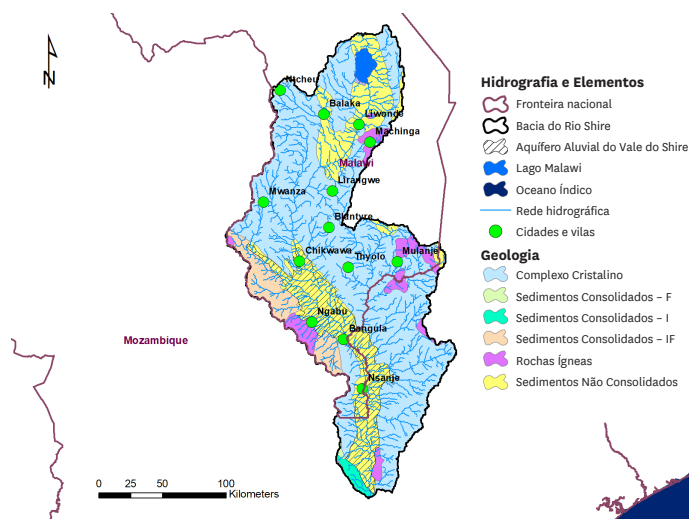 N
Ntcheu
Balaka
Liwonde
Machinga
Malawi
Lirangwe
Mwanza
Blantyre
Chikwawa
Thyolo
Mulanje
Ngabu
Bangula
Mozambique
Nsanje
0 25 50 100
Kilometers
Hidrografia e Elementos
Fronteira nacional
Bacia do Rio Shire
Aquífero Aluvial do Vale do Shire
Lago Malawi
Oceano Índico
Rede hidrográfica
Cidades e vilas
Geologia
Complexo Cristalino
Sedimentos Consolidados – F
Sedimentos Consolidados – I
Sedimentos Consolidados – IF
Rochas Ígneas
Sedimentos Não Consolidados